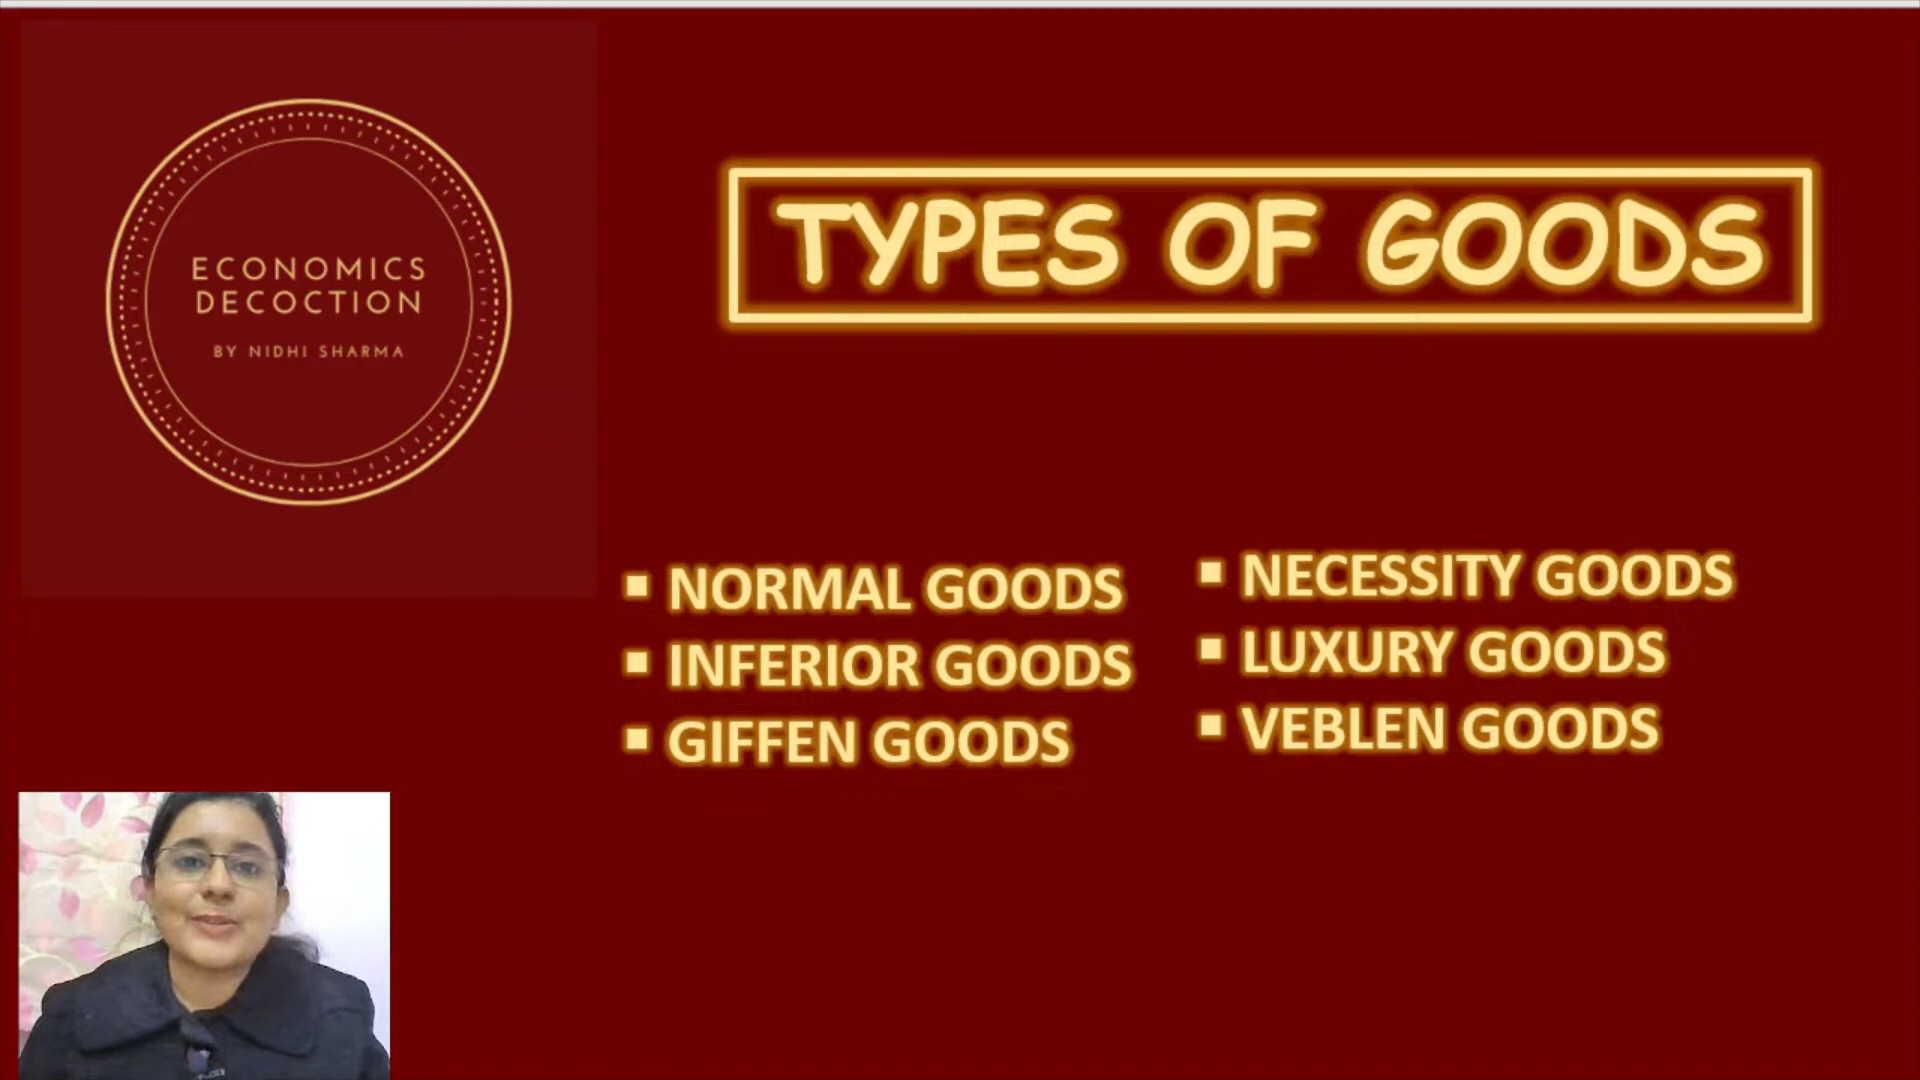 ECONOMICS
DECOCTION
BY NIDHI SHARMA
TYPES OF GOODS
▪ NORMAL GOODS
▪ INFERIOR GOODS
▪ GIFFEN GOODS
▪ NECESSITY GOODS
▪ LUXURY GOODS
▪ VEBLEN GOODS